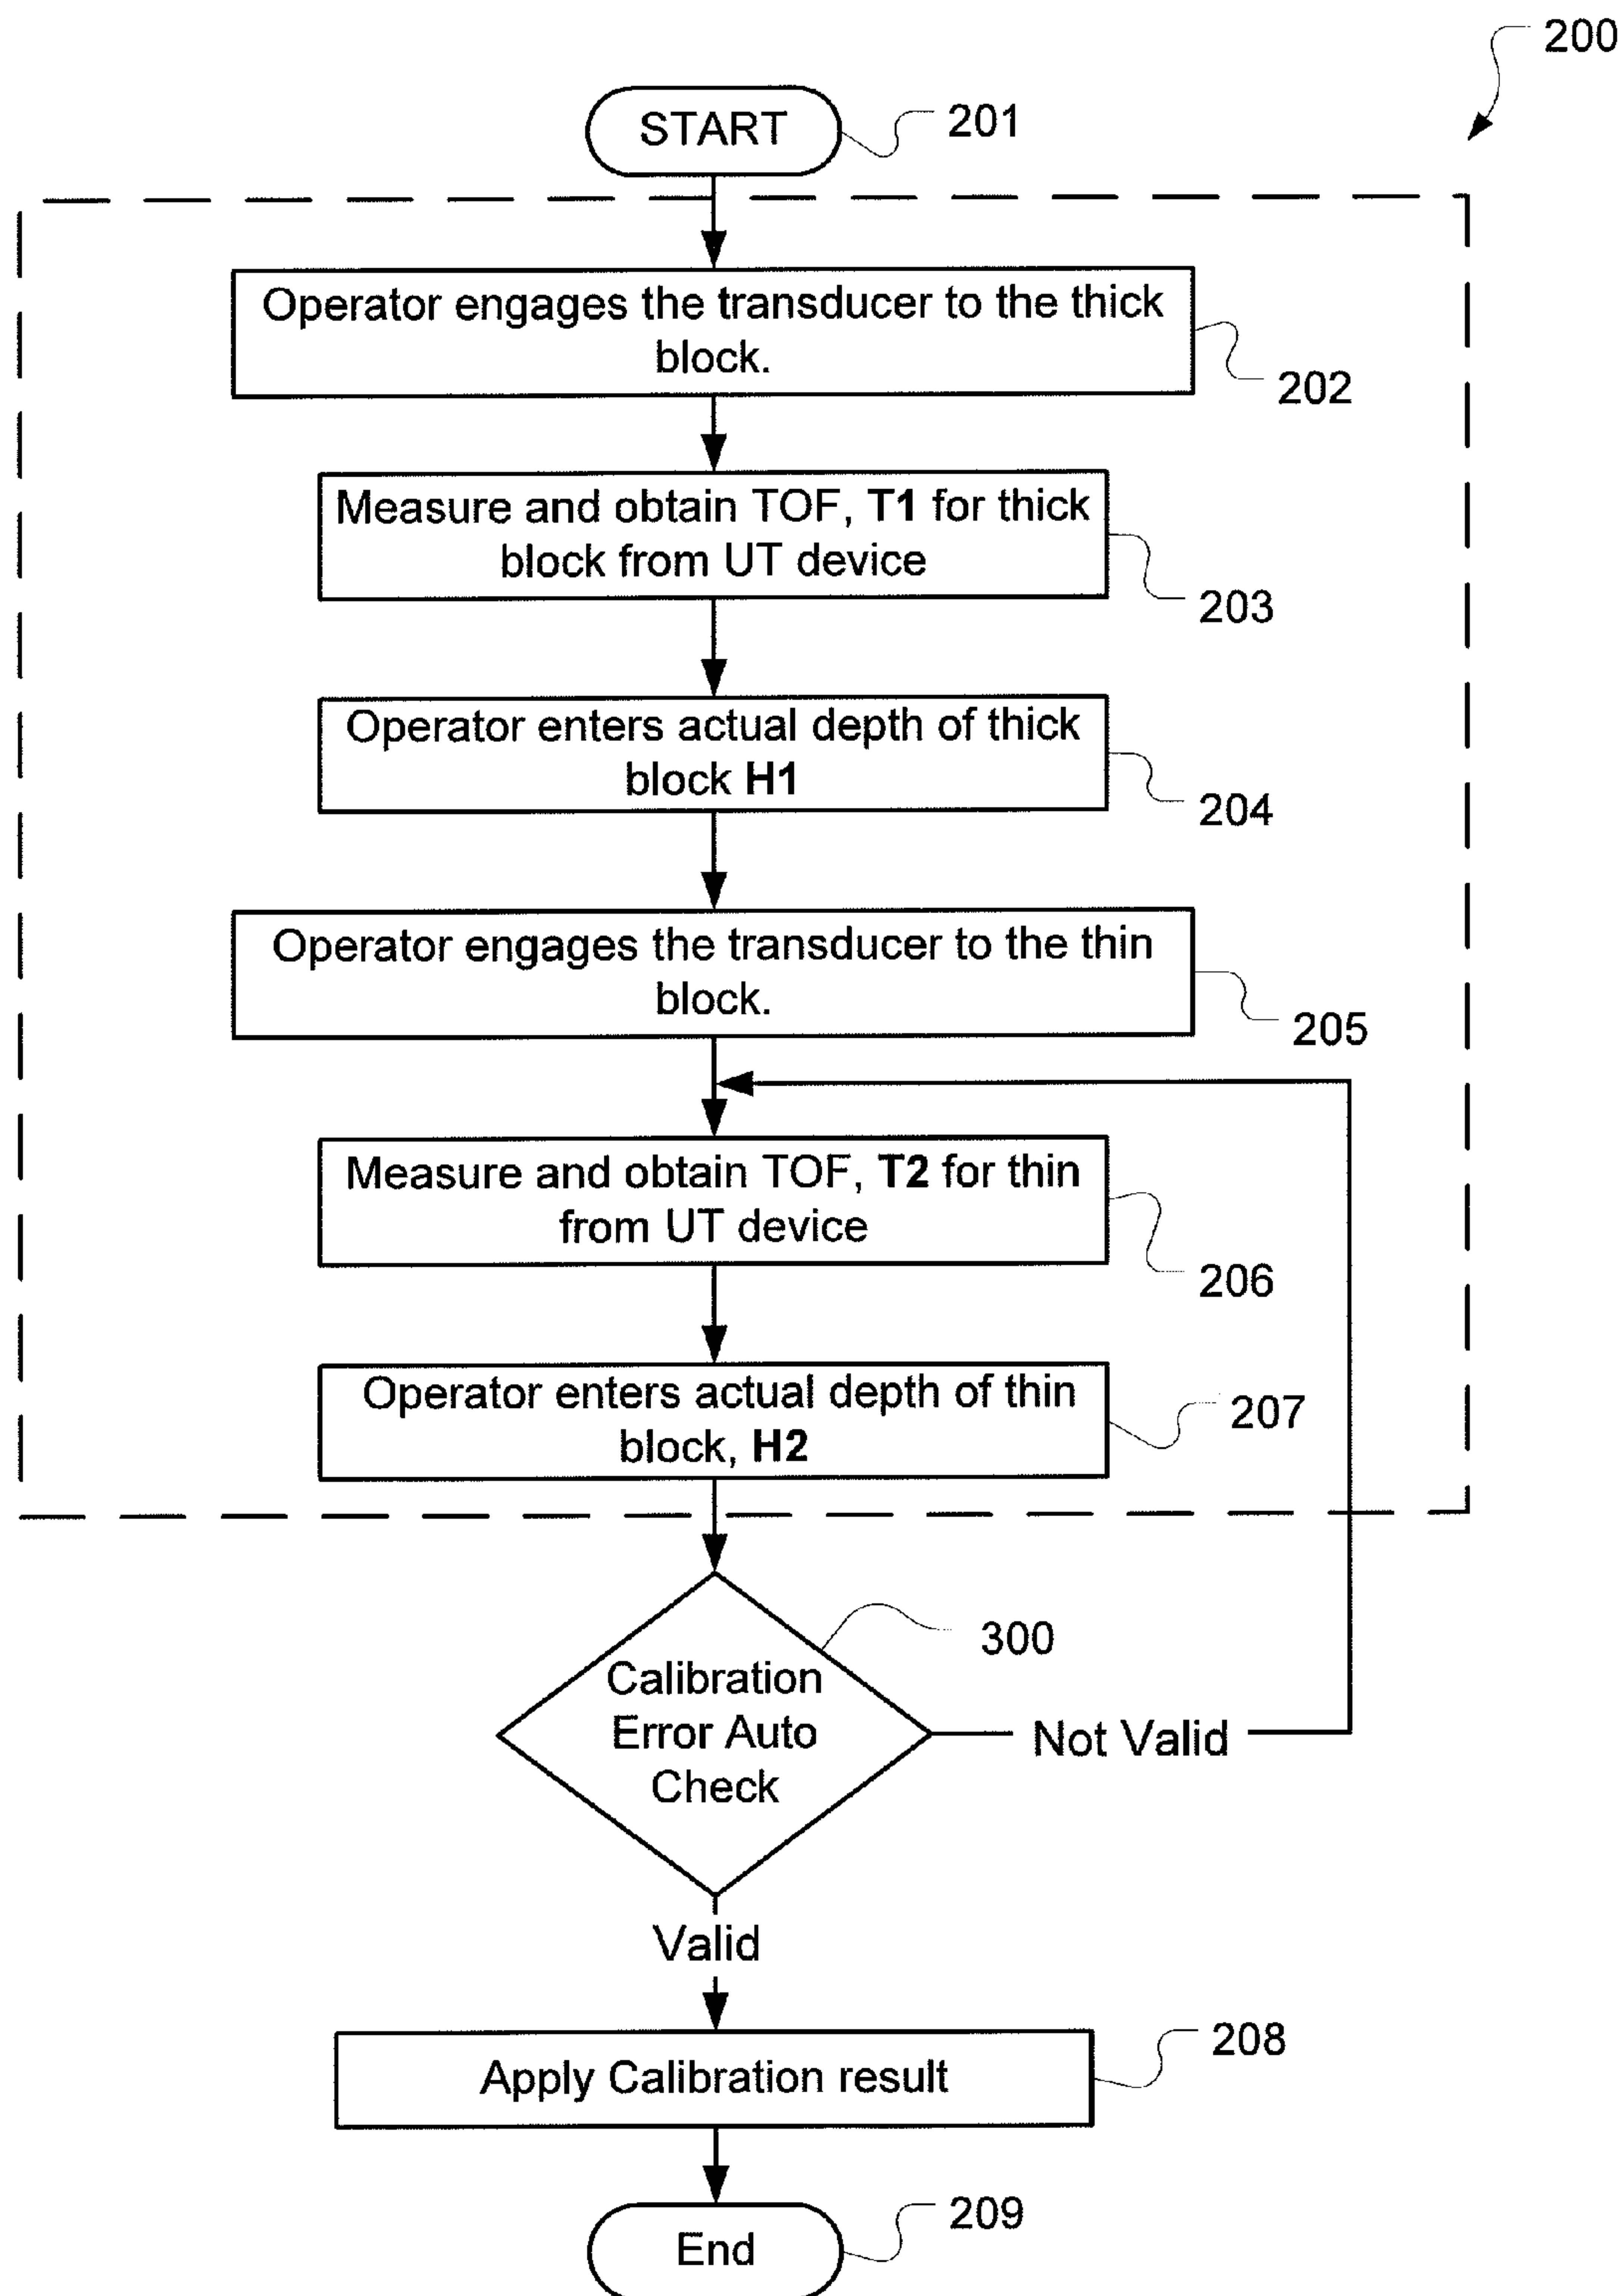 200
START
201
Operator engages the transducer to the thick
block.
202
Measure and obtain TOF, T1 for thick
block from UT device
203
Operator enters actual depth of thick
block H1
204
Operator engages the transducer to the thin
block.
205
Measure and obtain TOF, T2 for thin
from UT device
206
Operator enters actual depth of thin
block, H2
207
300
Calibration
Error Auto
Check
Not Valid
Valid
208
Apply Calibration result
209
End